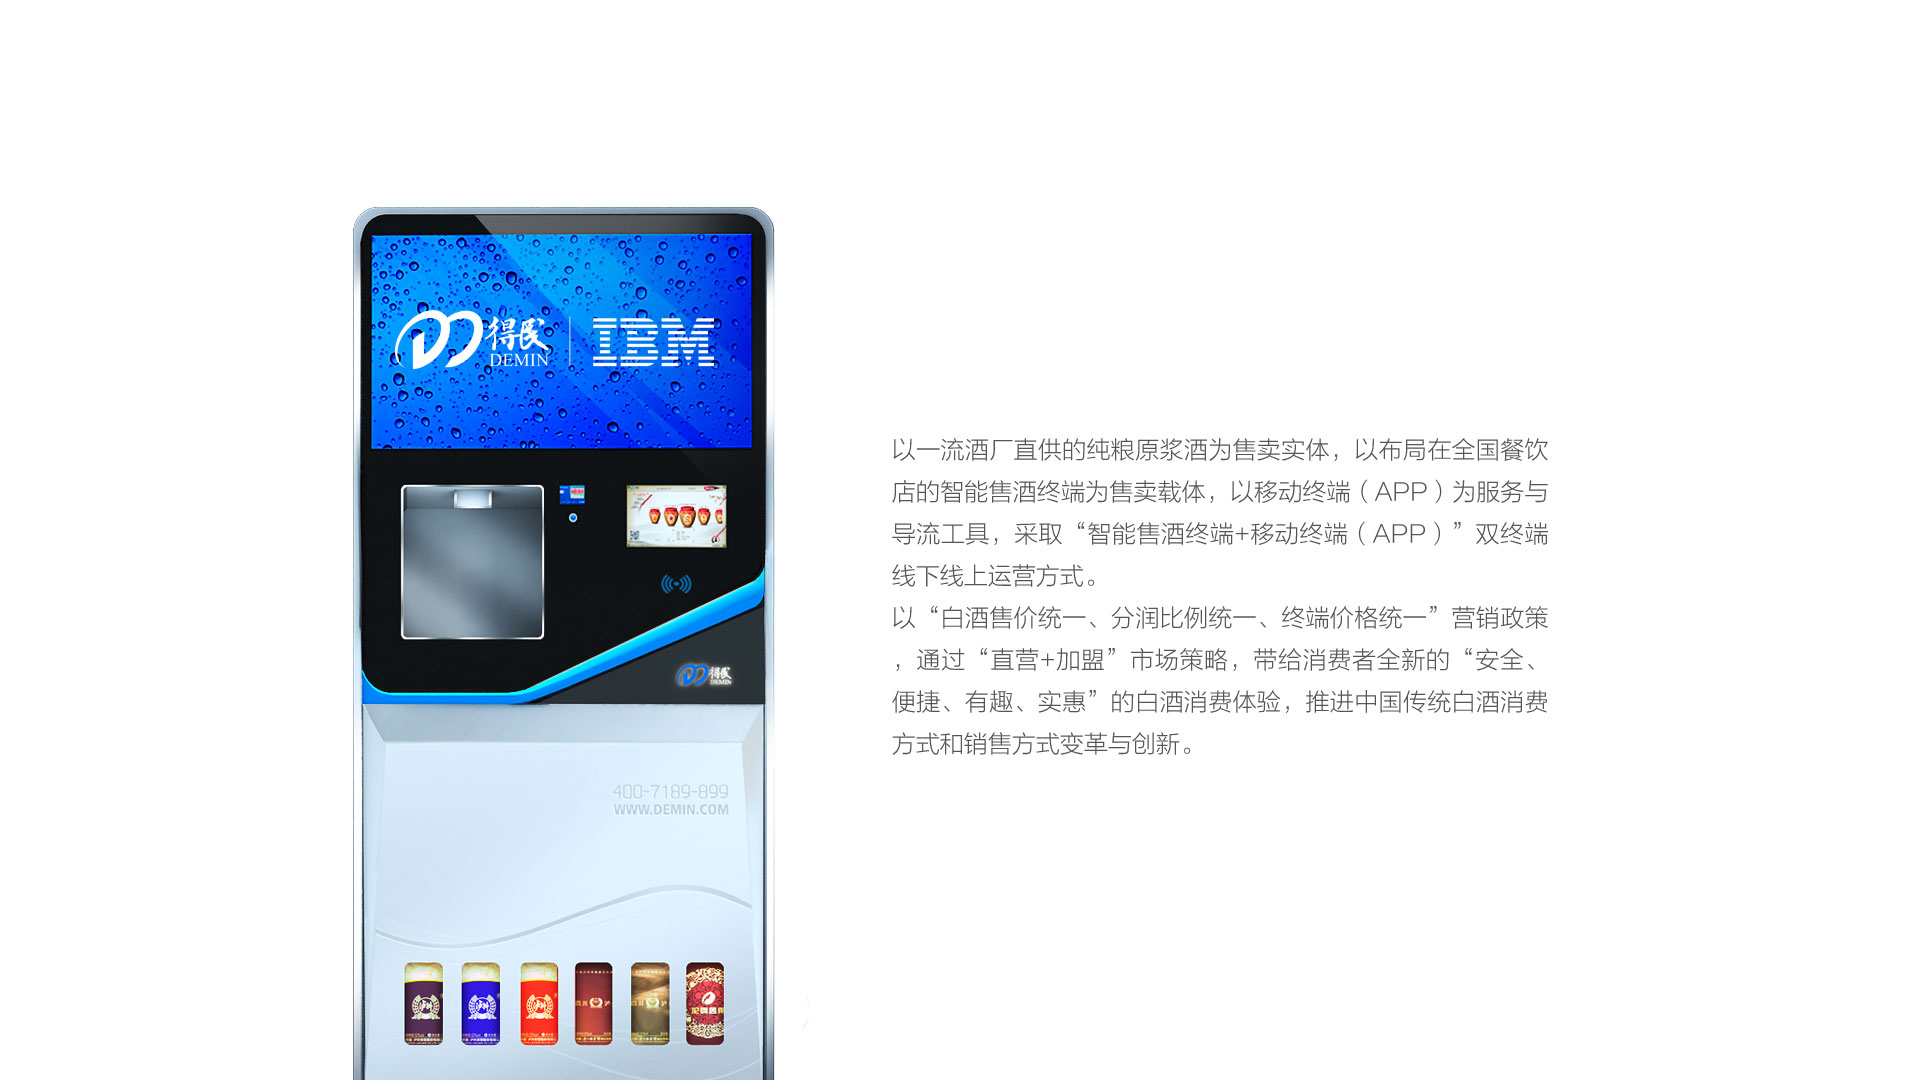 得民
DEMIN
IBM
得民
DEMIN
400-7189-899
WWW.DEMIN.COM
以一流酒厂直供的纯粮原浆酒为售卖实体，以布局在全国餐饮
店的智能售酒终端为售卖载体，以移动终端（APP）为服务与
导流工具，采取“智能售酒终端+移动终端（APP）”双终端
线下线上运营方式。
以“白酒售价统一、分润比例统一、终端价格统一”营销政策
，通过“直营+加盟”市场策略，带给消费者全新的“安全、
便捷、有趣、实惠”的白酒消费体验，推进中国传统白酒消费
方式和销售方式变革与创新。